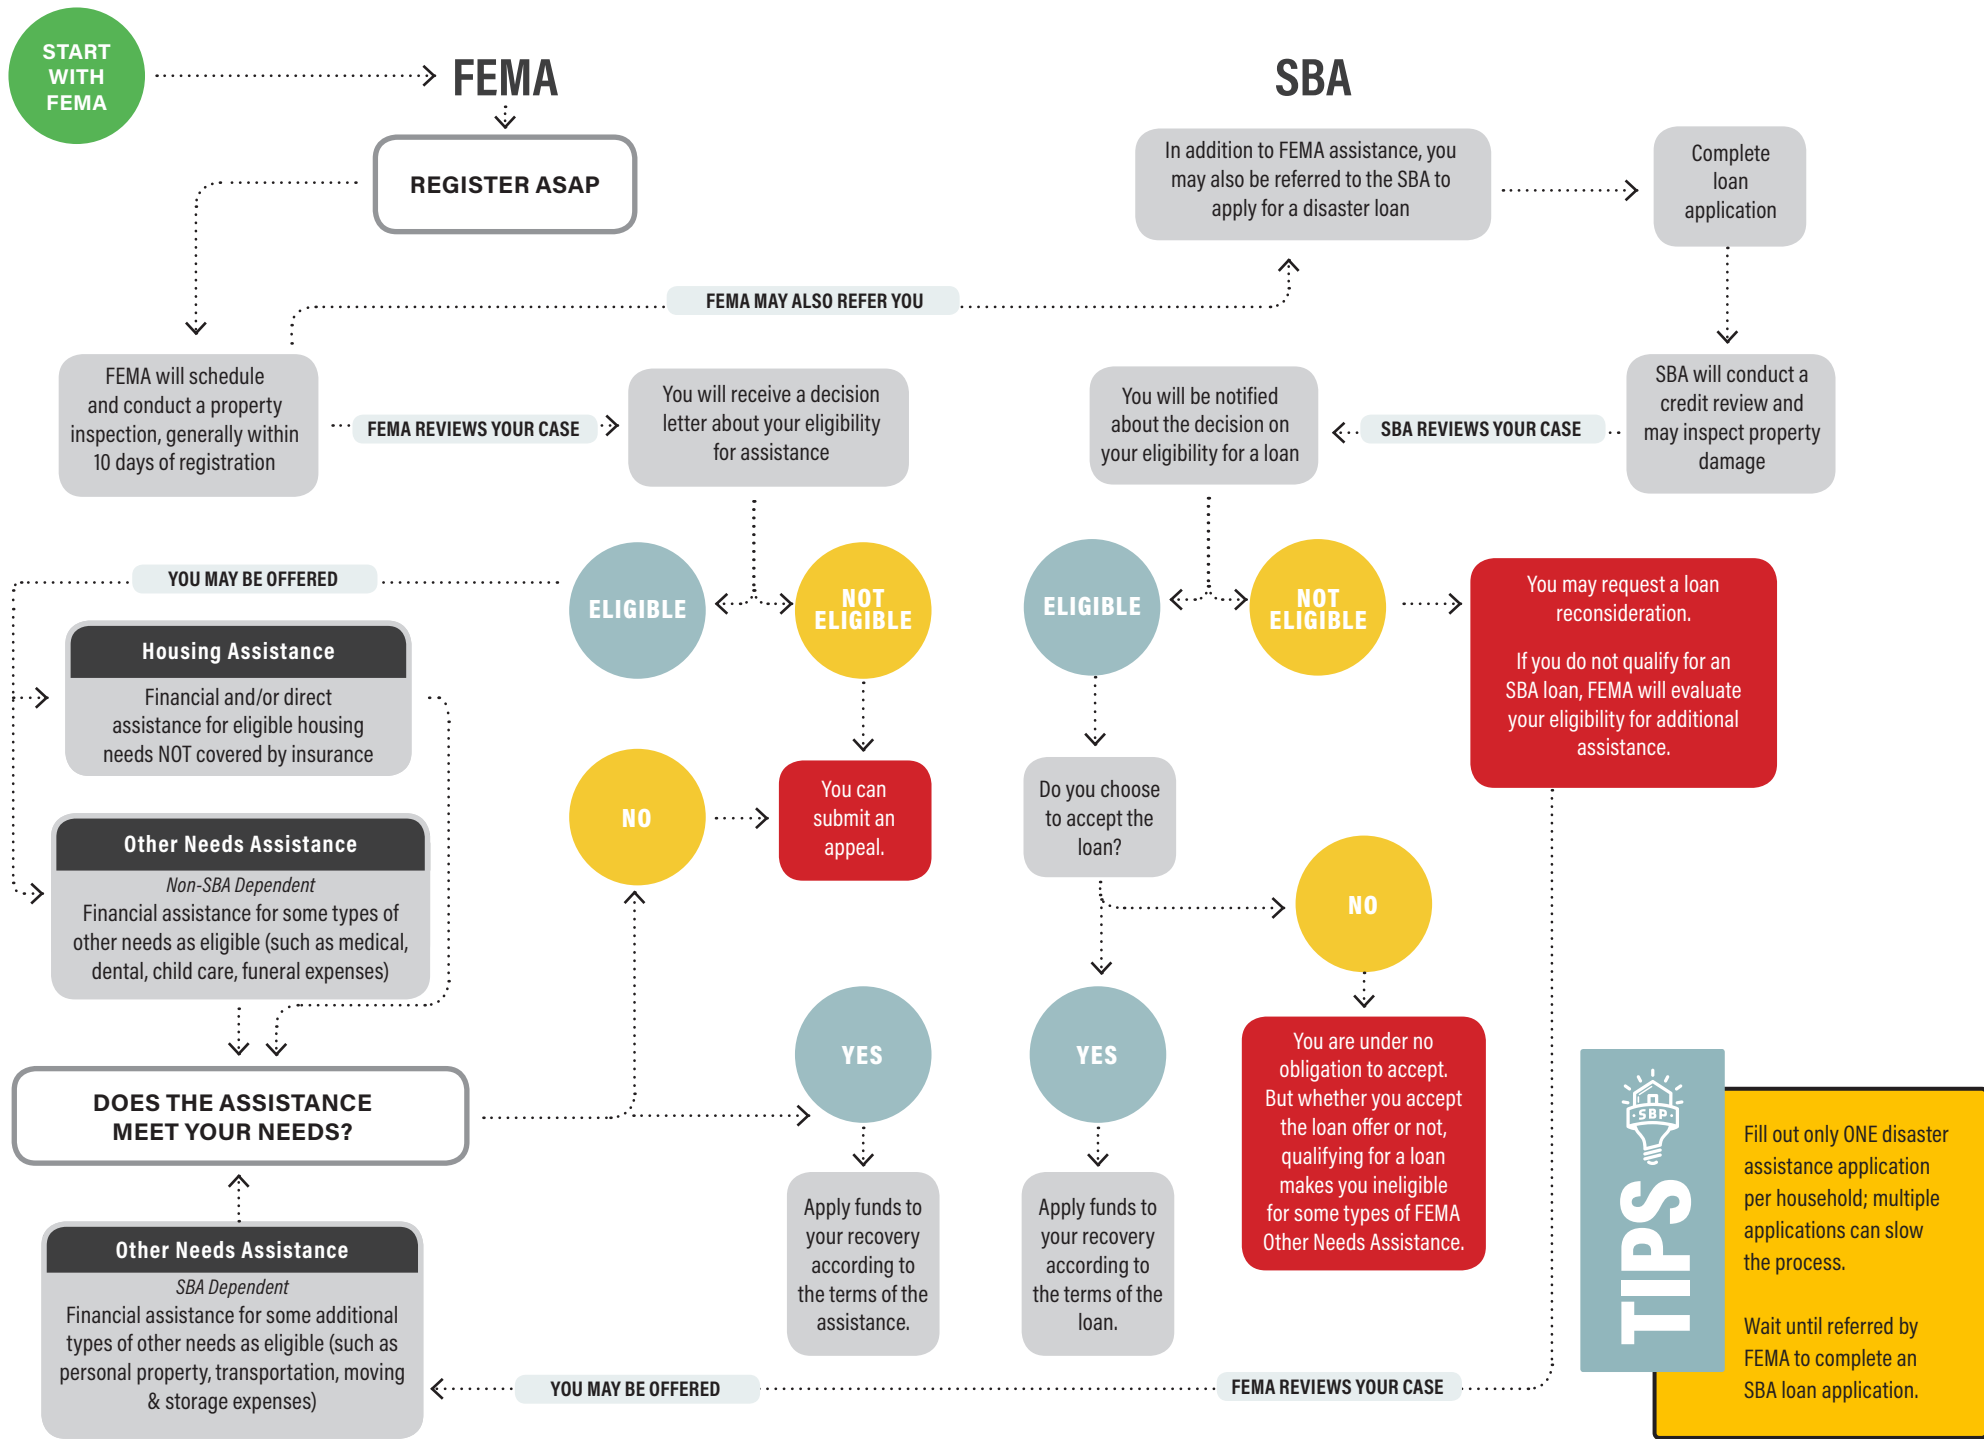 START
WITH
FEMA
FEMA
REGISTER ASAP
SBA
In addition to FEMA assistance, you
may also be referred to the SBA to
apply for a disaster loan
Complete
loan
application
FEMA MAY ALSO REFER YOU
FEMA will schedule
and conduct a property
inspection, generally within
10 days of registration
FEMA REVIEWS YOUR CASE
You will receive a decision
letter about your eligibility
for assistance
You will be notified
about the decision on
your eligibility for a loan
SBA REVIEWS YOUR CASE
SBA will conduct a
credit review and
may inspect property
damage
YOU MAY BE OFFERED
ELIGIBLE
NOT
ELIGIBLE
ELIGIBLE
NOT
ELIGIBLE
You may request a loan
reconsideration.
If you do not qualify for an
SBA loan, FEMA will evaluate
your eligibility for additional
assistance.
Housing Assistance
Financial and/or direct
assistance for eligible housing
needs NOT covered by insurance
NO
You can
submit an
appeal.
Do you choose
to accept the
loan?
Other Needs Assistance
Non-SBA Dependent
Financial assistance for some types of
other needs as eligible (such as medical,
dental, child care, funeral expenses)
NO
YES
YES
You are under no
obligation to accept.
But whether you accept
the loan offer or not,
qualifying for a loan
makes you ineligible
for some types of FEMA
Other Needs Assistance.
DOES THE ASSISTANCE
MEET YOUR NEEDS?
Apply funds to
your recovery
according to
the terms of the
assistance.
Apply funds to
your recovery
according to
the terms of the
loan.
Other Needs Assistance
SBA Dependent
Financial assistance for some additional
types of other needs as eligible (such as
personal property, transportation, moving
& storage expenses)
YOU MAY BE OFFERED
FEMA REVIEWS YOUR CASE
·SBP·
TIPS
Fill out only ONE disaster
assistance application
per household; multiple
applications can slow
the process.
Wait until referred by
FEMA to complete an
SBA loan application.